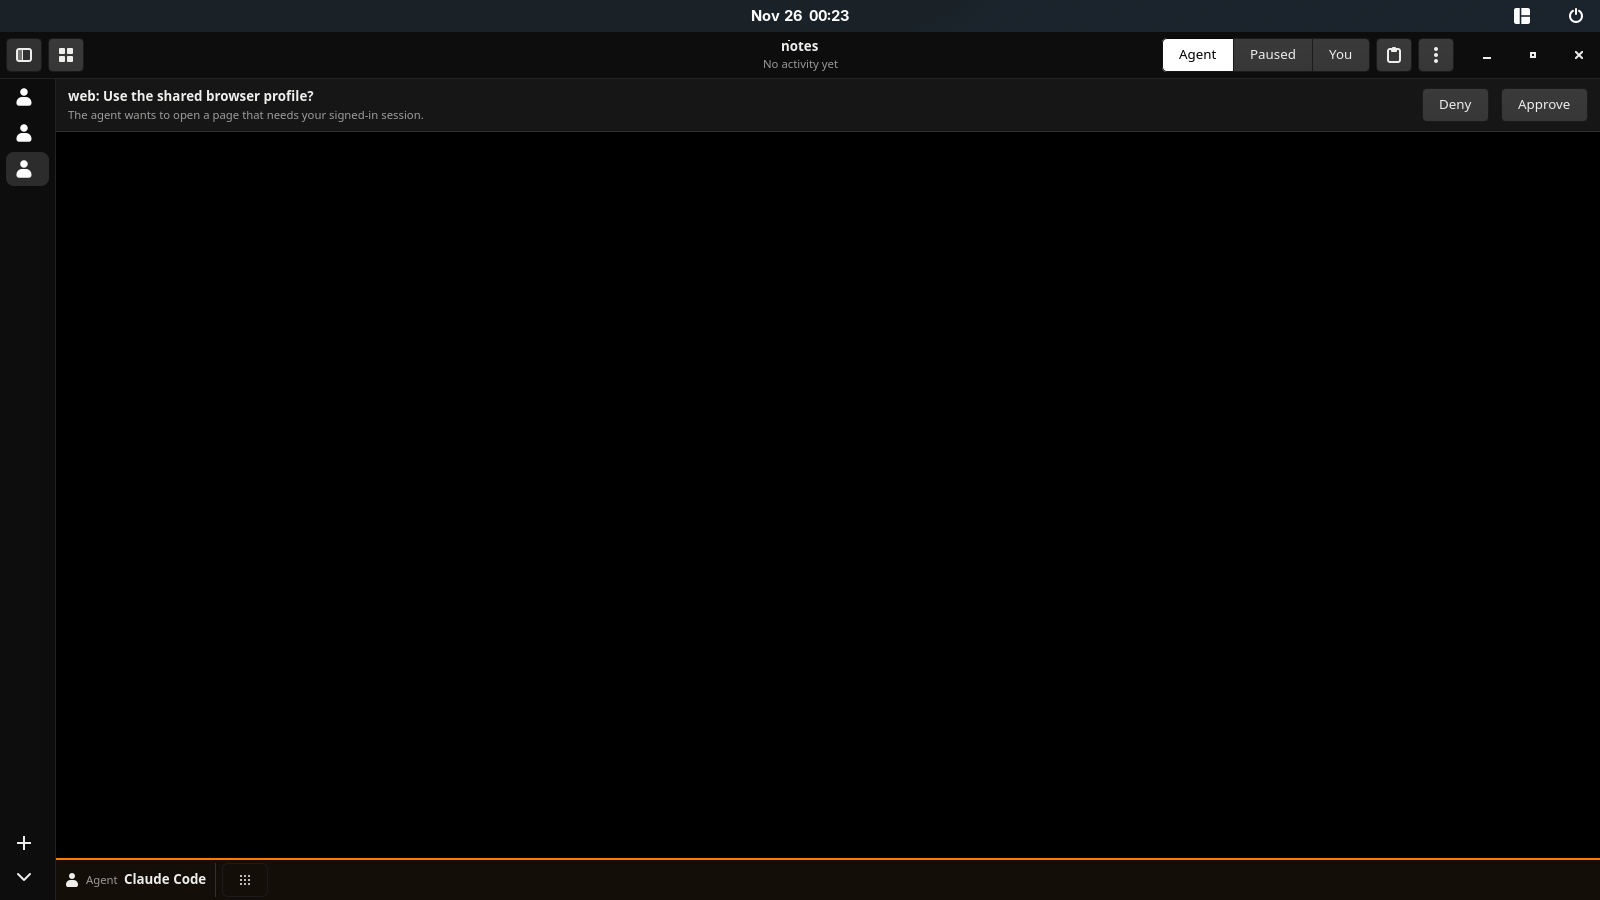 Nov 26 00:23
notes
No activity yet
Agent
Paused
You
web: Use the shared browser profile?
The agent wants to open a page that needs your signed-in session.
Deny
Approve
Agent Claude Code